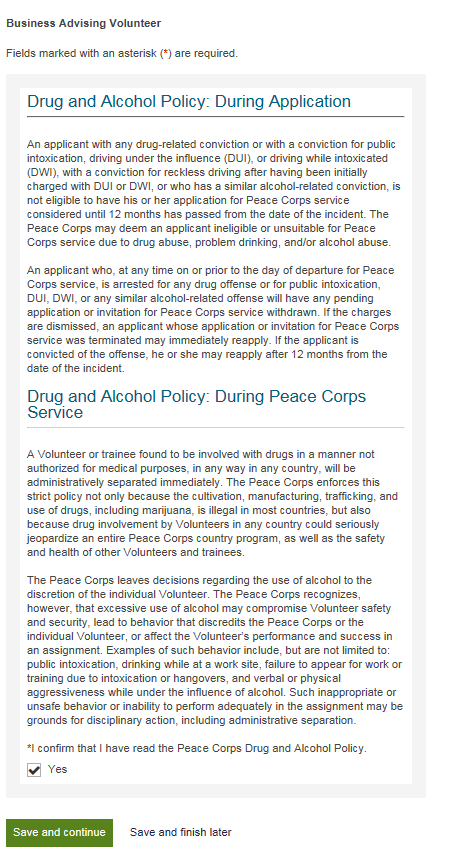 Business Advising Volunteer
Fields marked with an asterisk (*) are required.
Drug and Alcohol Policy: During Application
An applicant with any drug-related conviction or with a conviction for public
intoxication, driving under the influence (DUI), or driving while intoxicated
(DWI), with a conviction for reckless driving after having been initially
charged with DUI or DWI, or who has a similar alcohol-related conviction, is
not eligible to have his or her application for Peace Corps service
considered until 12 months has passed from the date of the incident. The
Peace Corps may deem an applicant ineligible or unsuitable for Peace
Corps service due to drug abuse, problem drinking, and/or alcohol abuse.
An applicant who, at any time on or prior to the day of departure for Peace
Corps service, is arrested for any drug offense or for public intoxication,
DUI, DWI, or any similar alcohol-related offense will have any pending
application or invitation for Peace Corps service withdrawn. If the charges
are dismissed, an applicant whose application or invitation for Peace Corps
service was terminated may immediately reapply. If the applicant is
convicted of the offense, he or she may reapply after 12 months from the
date of the incident.
Drug and Alcohol Policy: During Peace Corps
Service
A Volunteer or trainee found to be involved with drugs in a manner not
authorized for medical purposes, in any way in any country, will be
administratively separated immediately. The Peace Corps enforces this
strict policy not only because the cultivation, manufacturing, trafficking, and
use of drugs, including marijuana, is illegal in most countries, but also
because drug involvement by Volunteers in any country could seriously
jeopardize an entire Peace Corps country program, as well as the safety
and health of other Volunteers and trainees.
The Peace Corps leaves decisions regarding the use of alcohol to the
discretion of the individual Volunteer. The Peace Corps recognizes,
however, that excessive use of alcohol may compromise Volunteer safety
and security, lead to behavior that discredits the Peace Corps or the
individual Volunteer, or affect the Volunteer's performance and success in
an assignment. Examples of such behavior include, but are not limited to:
public intoxication, drinking while at a work site, failure to appear for work or
training due to intoxication or hangovers, and verbal or physical
aggressiveness while under the influence of alcohol. Such inappropriate or
unsafe behavior or inability to perform adequately in the assignment may be
grounds for disciplinary action, including administrative separation.
*I confirm that I have read the Peace Corps Drug and Alcohol Policy.
Yes
Save and continue
Save and finish later